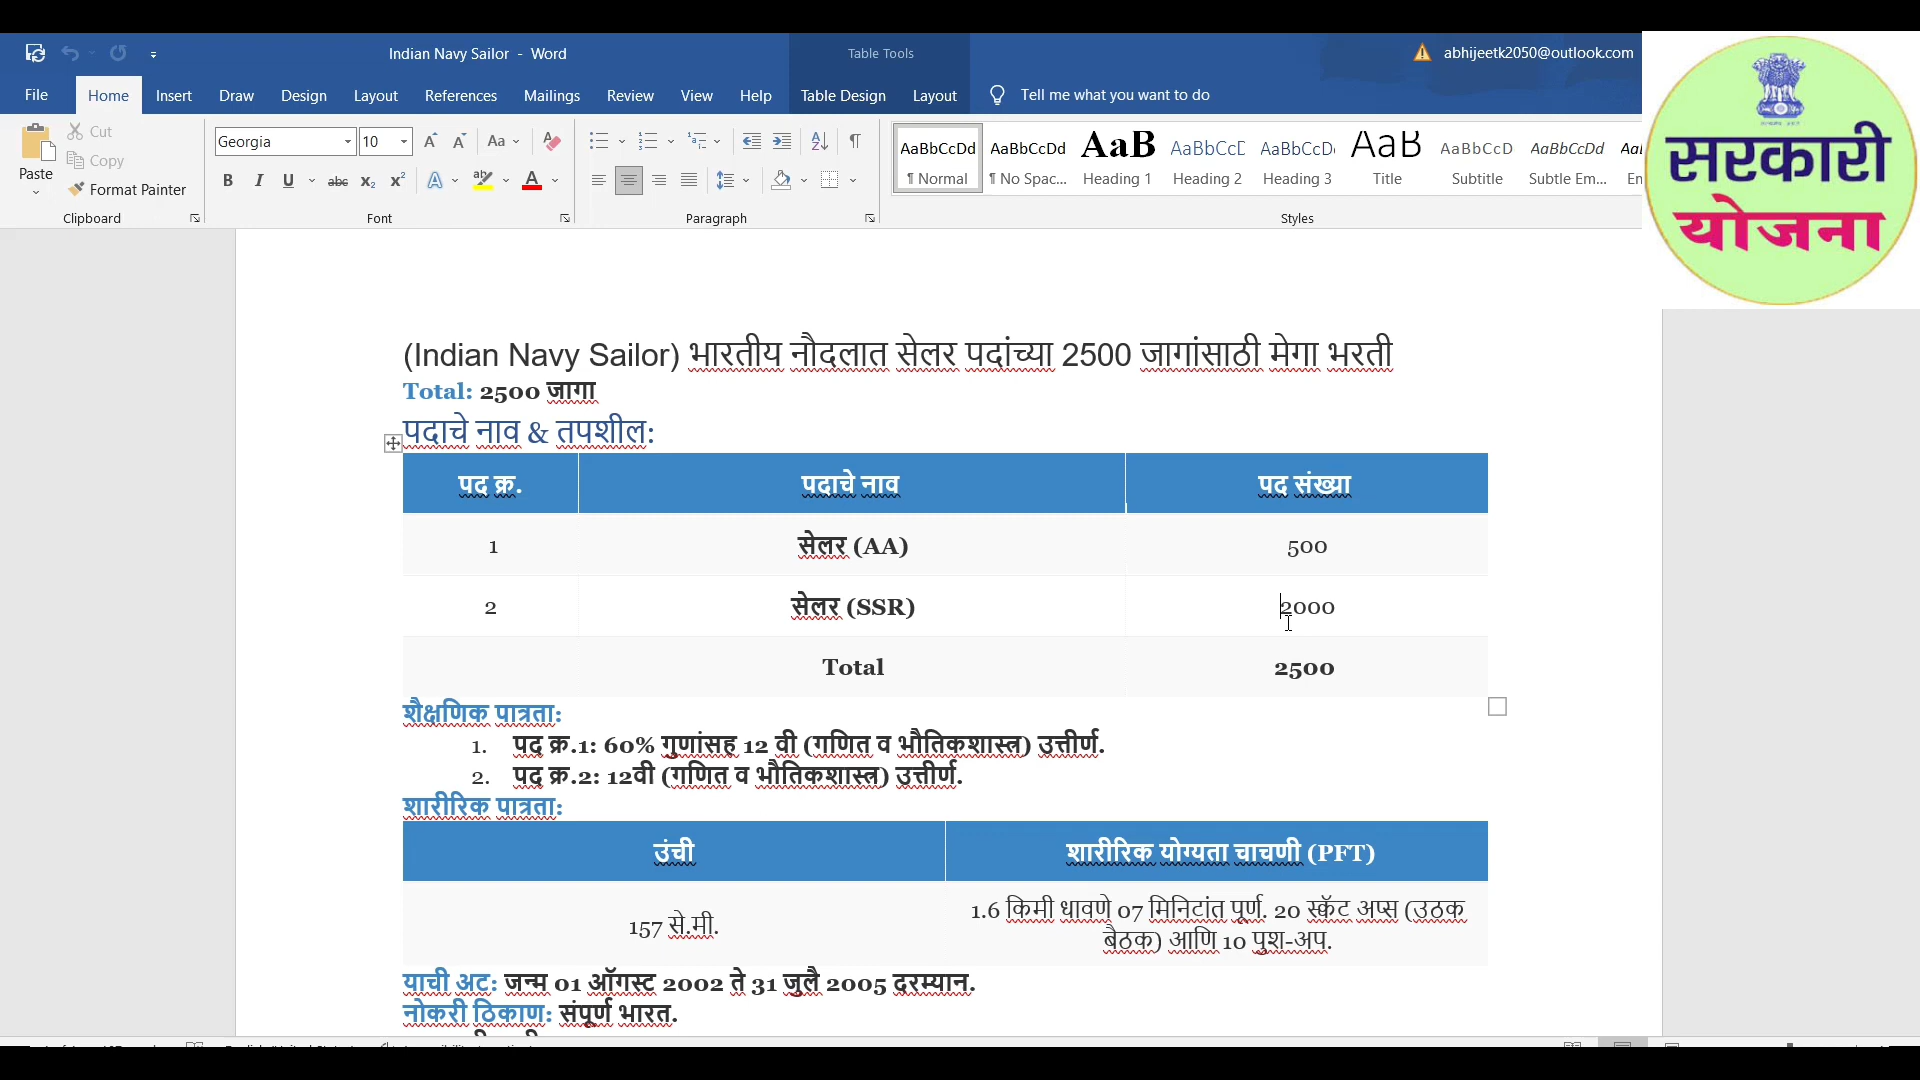 Indian Navy Sailor - Word
Table Tools
abhijeetk2050@outlook.com
File Home Insert Draw Design Layout References Mailings Review View Help Table Design Layout Tell me what you want to do
Paste
Cut
Copy
Format Painter
Georgia 10
AaBbCcDd AaBbCcDd AaB AaBbCcC AaBbCcDc AaB AaBbCcD AaBbCcDd
¶ Normal ¶ No Spac... Heading 1 Heading 2 Heading 3 Title Subtitle Subtle Em...
Clipboard Font Paragraph Styles
सरकारी
योजना
(Indian Navy Sailor) भारतीय नौदलात सेलर पदांच्या 2500 जागांसाठी मेगा भरती
Total: 2500 जागा
पदाचे नाव & तपशील:
पद क्र. पदाचे नाव पद संख्या
1 सेलर (AA) 500
2 सेलर (SSR) 2000
Total 2500
शैक्षणिक पात्रता:
1. पद क्र.1: 60% गुणांसह 12 वी (गणित व भौतिकशास्त्र) उत्तीर्ण.
2. पद क्र.2: 12वी (गणित व भौतिकशास्त्र) उत्तीर्ण.
शारीरिक पात्रता:
उंची शारीरिक योग्यता चाचणी (PFT)
157 से.मी. 1.6 किमी धावणे 07 मिनिटांत पूर्ण. 20 स्कॅट अप्स (उठक
बैठक) आणि 10 पुश-अप.
याची अट: जन्म 01 ऑगस्ट 2002 ते 31 जुलै 2005 दरम्यान.
नोकरी ठिकाण: संपूर्ण भारत.